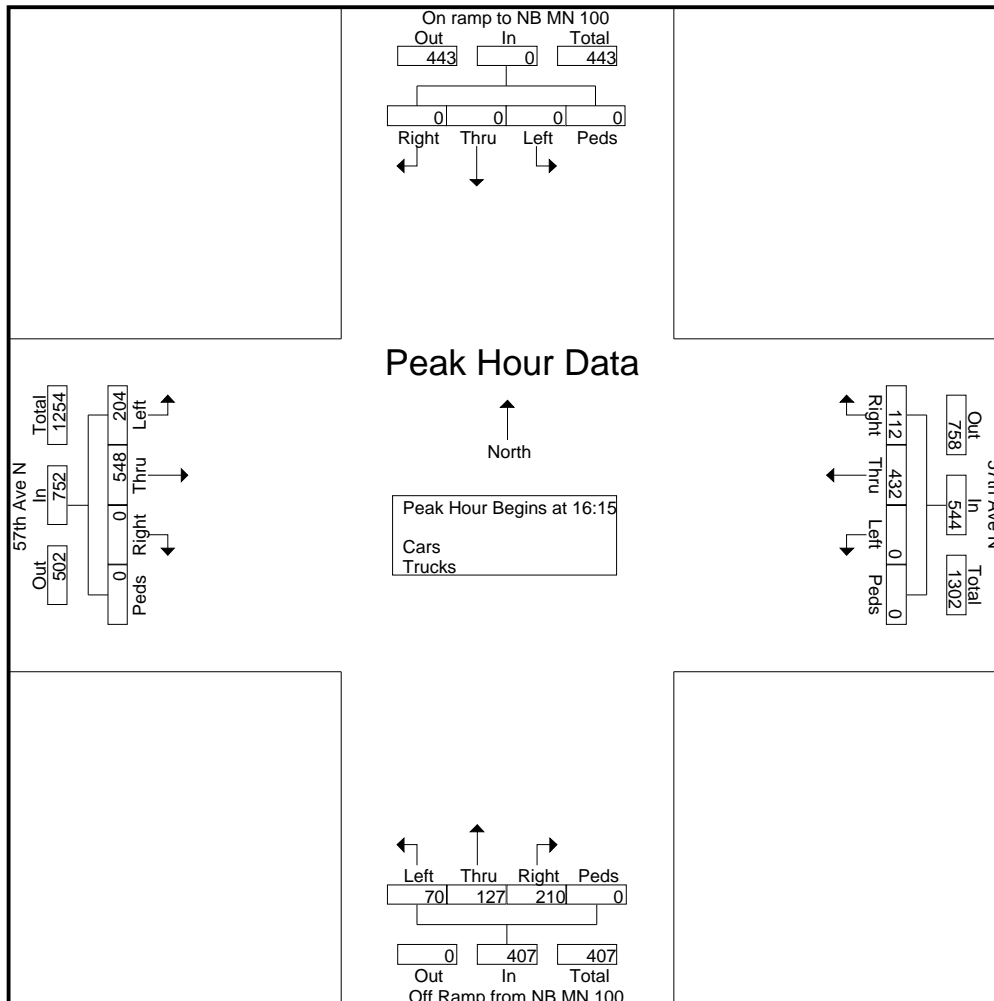 On ramp to NB MN 100
Out In Total
443 0 443
0 0 0 0
Right Thru Left Peds
Peak Hour Data
North
Peak Hour Begins at 16:15
Cars
Trucks
57th Ave N
Total In Out
1254 752 502
204 548 0 0
Left Thru Right Peds
Right Thru Left Peds
112 432 0 0
Out In Total
758 544 1302
57th Ave N
Left Thru Right Peds
70 127 210 0
0 407 407
Out In Total
Off Ramp from NB MN 100